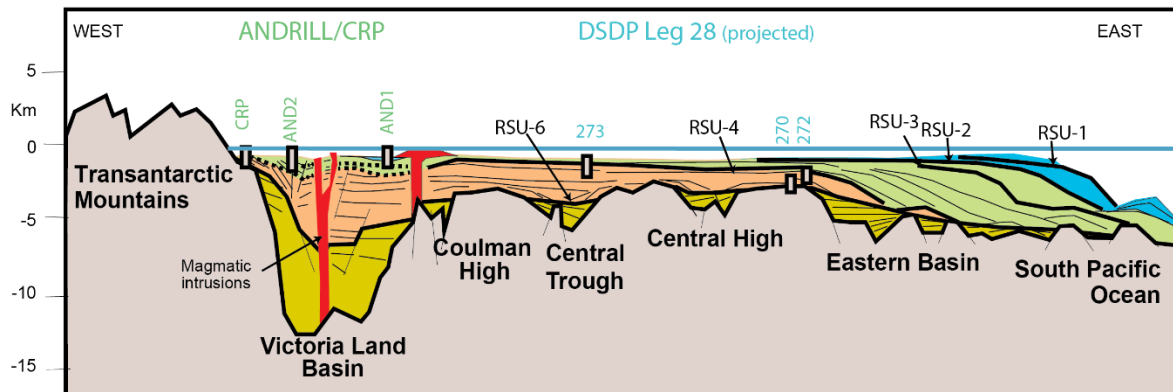 WEST
ANDRILL/CRP
DSDP Leg 28 (projected)
EAST
5
Km
0
-5
-10
-15
CRP
AND2
AND1
RSU-6
273
RSU-4
270
272
RSU-3
RSU-2
RSU-1
Transantarctic
Mountains
Magmatic
intrusions
Victoria Land
Basin
Coulman
High
Central
Trough
Central High
Eastern Basin
South Pacific
Ocean